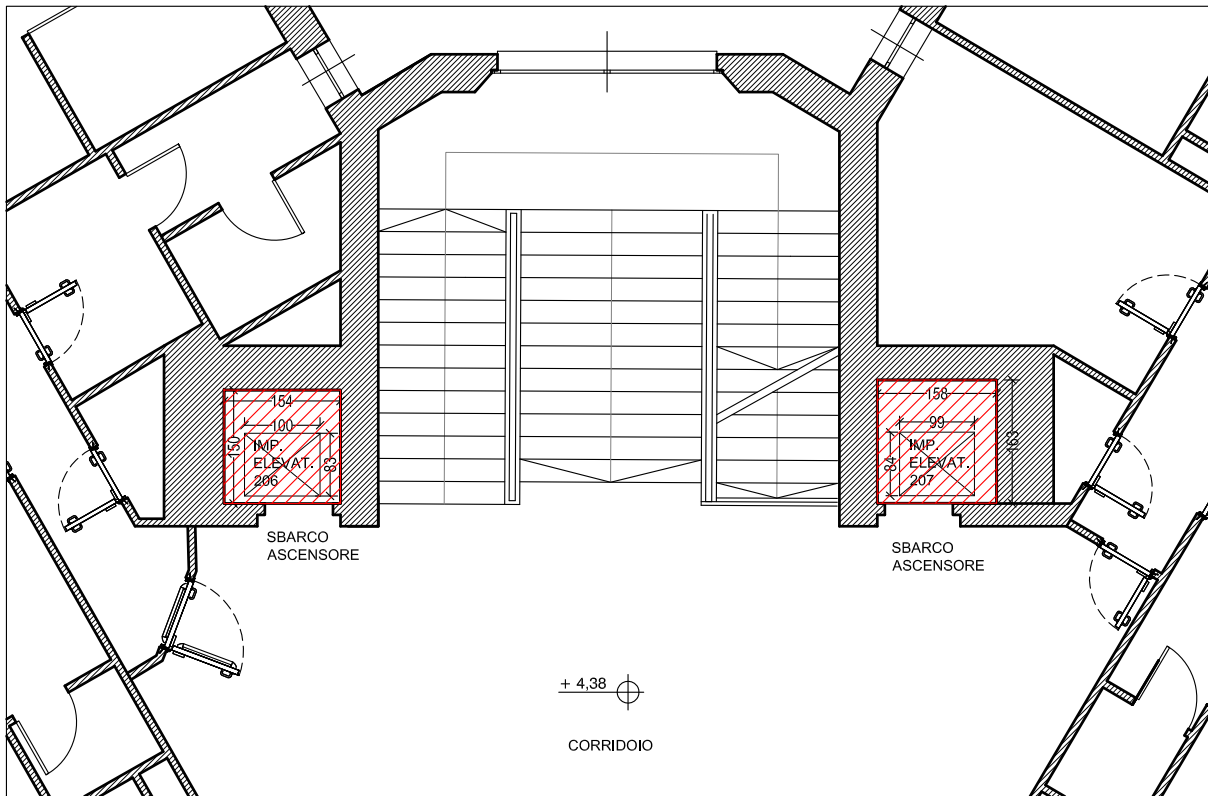 154
100
150
83
IMP.
ELEVAT.
206
SBARCO
ASCENSORE
158
99
84
163
IMP.
ELEVAT.
207
SBARCO
ASCENSORE
+ 4,38
CORRIDOIO